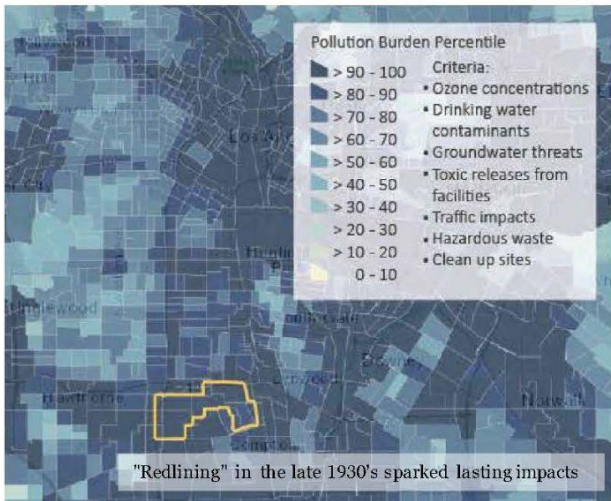 Pollution Burden Percentile
> 90 - 100
> 80 - 90
> 70 - 80
> 60 - 70
> 50 - 60
> 40 - 50
> 30 - 40
> 20 - 30
> 10 - 20
0 - 10
Criteria:
▪ Ozone concentrations
▪ Drinking water
contaminants
▪ Groundwater threats
▪ Toxic releases from
facilities
▪ Traffic impacts
▪ Hazardous waste
▪ Clean up sites
Inglewood
Downey
Hawthorne
Norwalk
Compton
"Redlining" in the late 1930's sparked lasting impacts